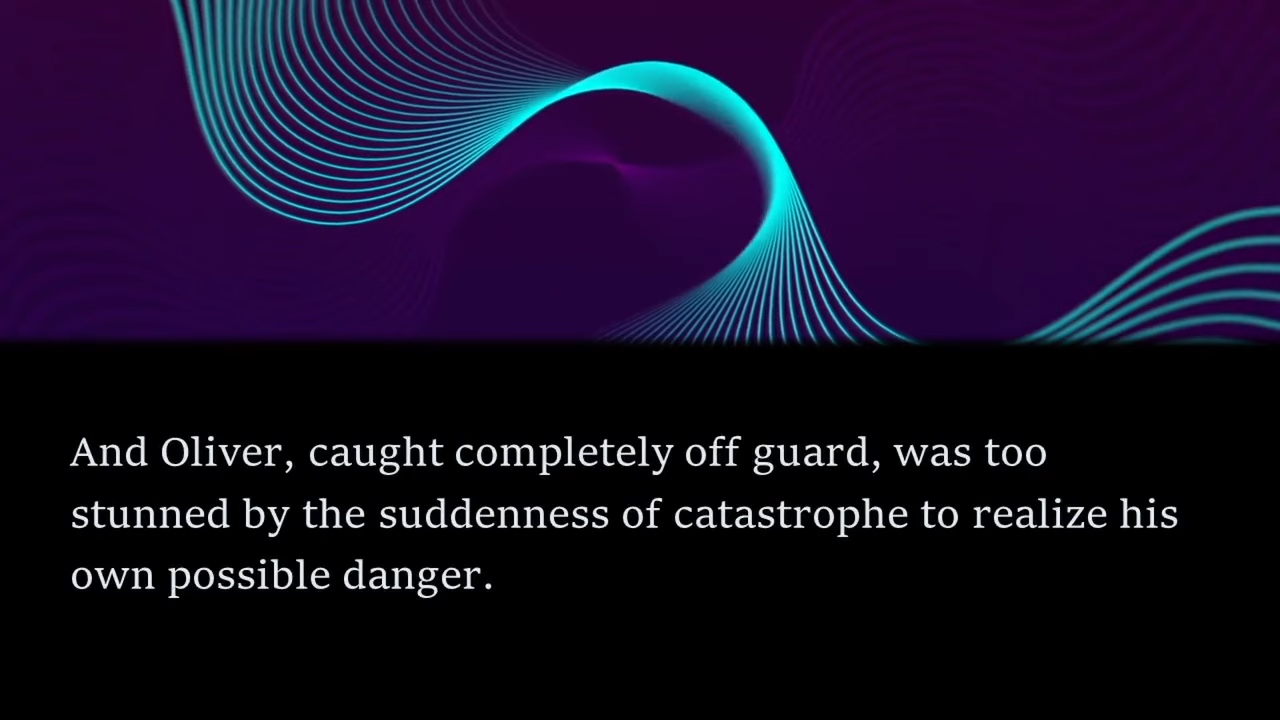 And Oliver, caught completely off guard, was too
stunned by the suddenness of catastrophe to realize his
own possible danger.